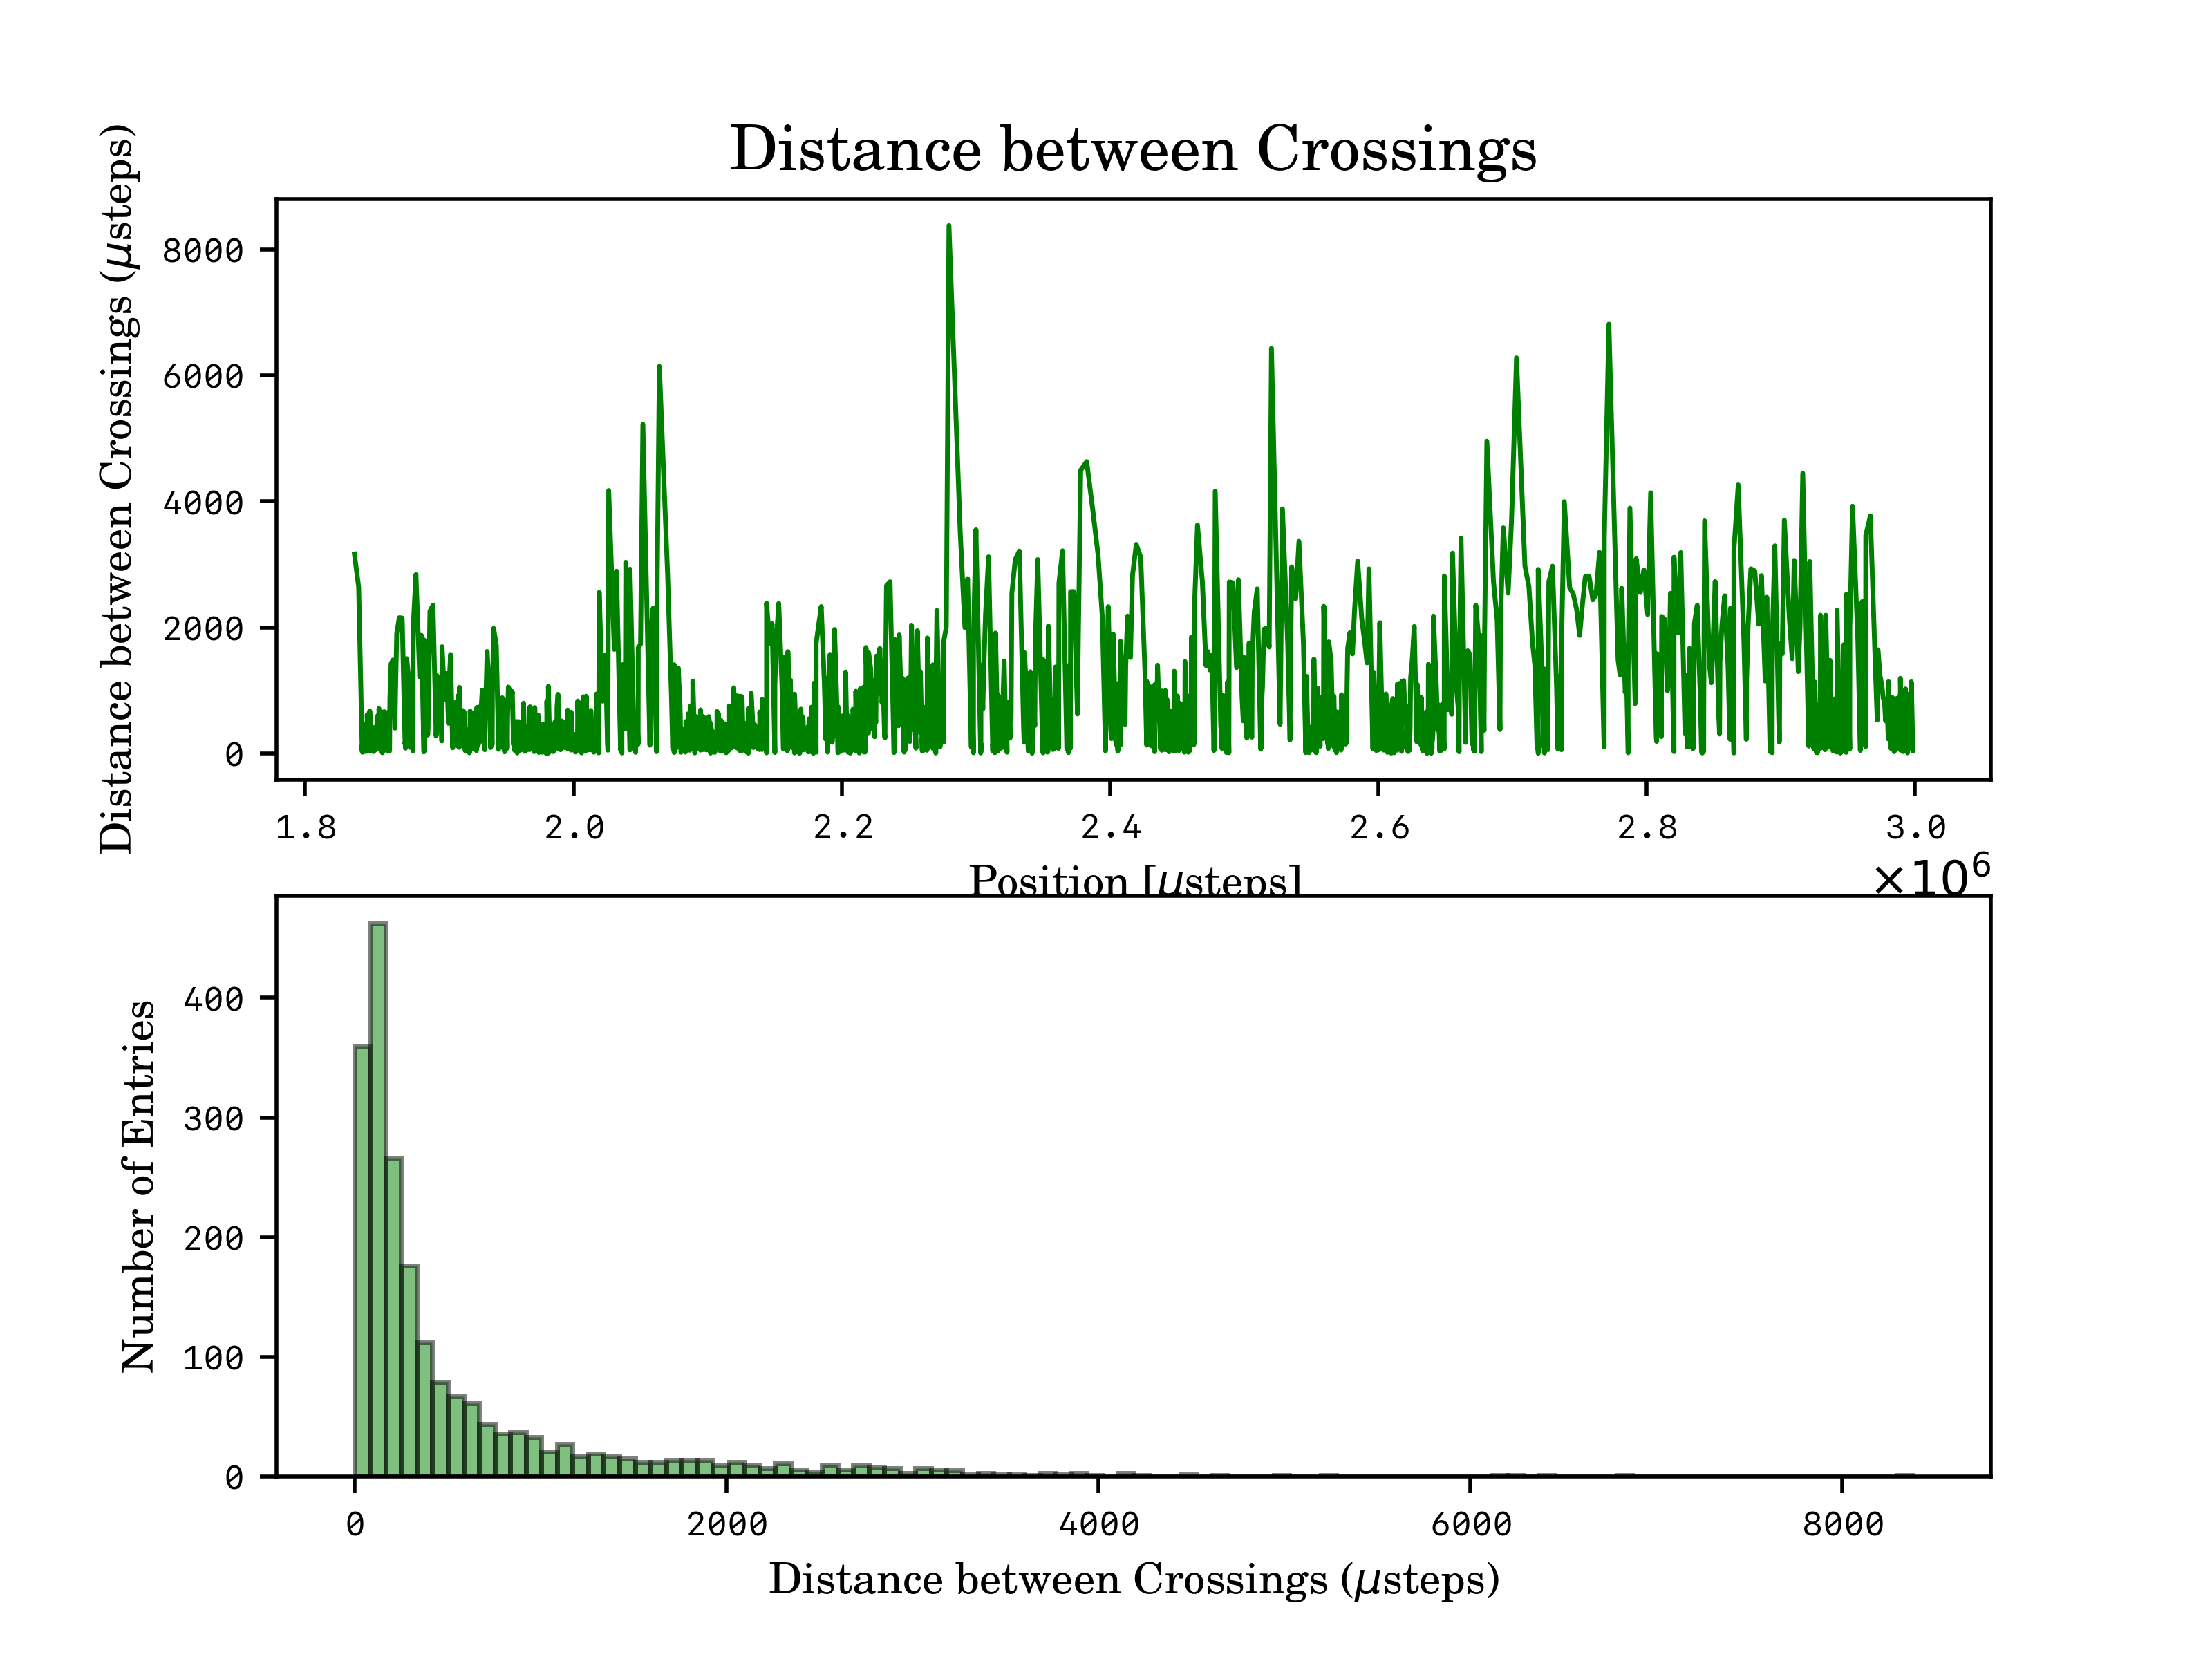 Distance between Crossings
Distance between Crossings (μsteps)
8000
6000
4000
2000
0
1.8 2.0 2.2 2.4 2.6 2.8 3.0
Position [μsteps]
×10⁶
Number of Entries
400
300
200
100
0
0 2000 4000 6000 8000
Distance between Crossings (μsteps)